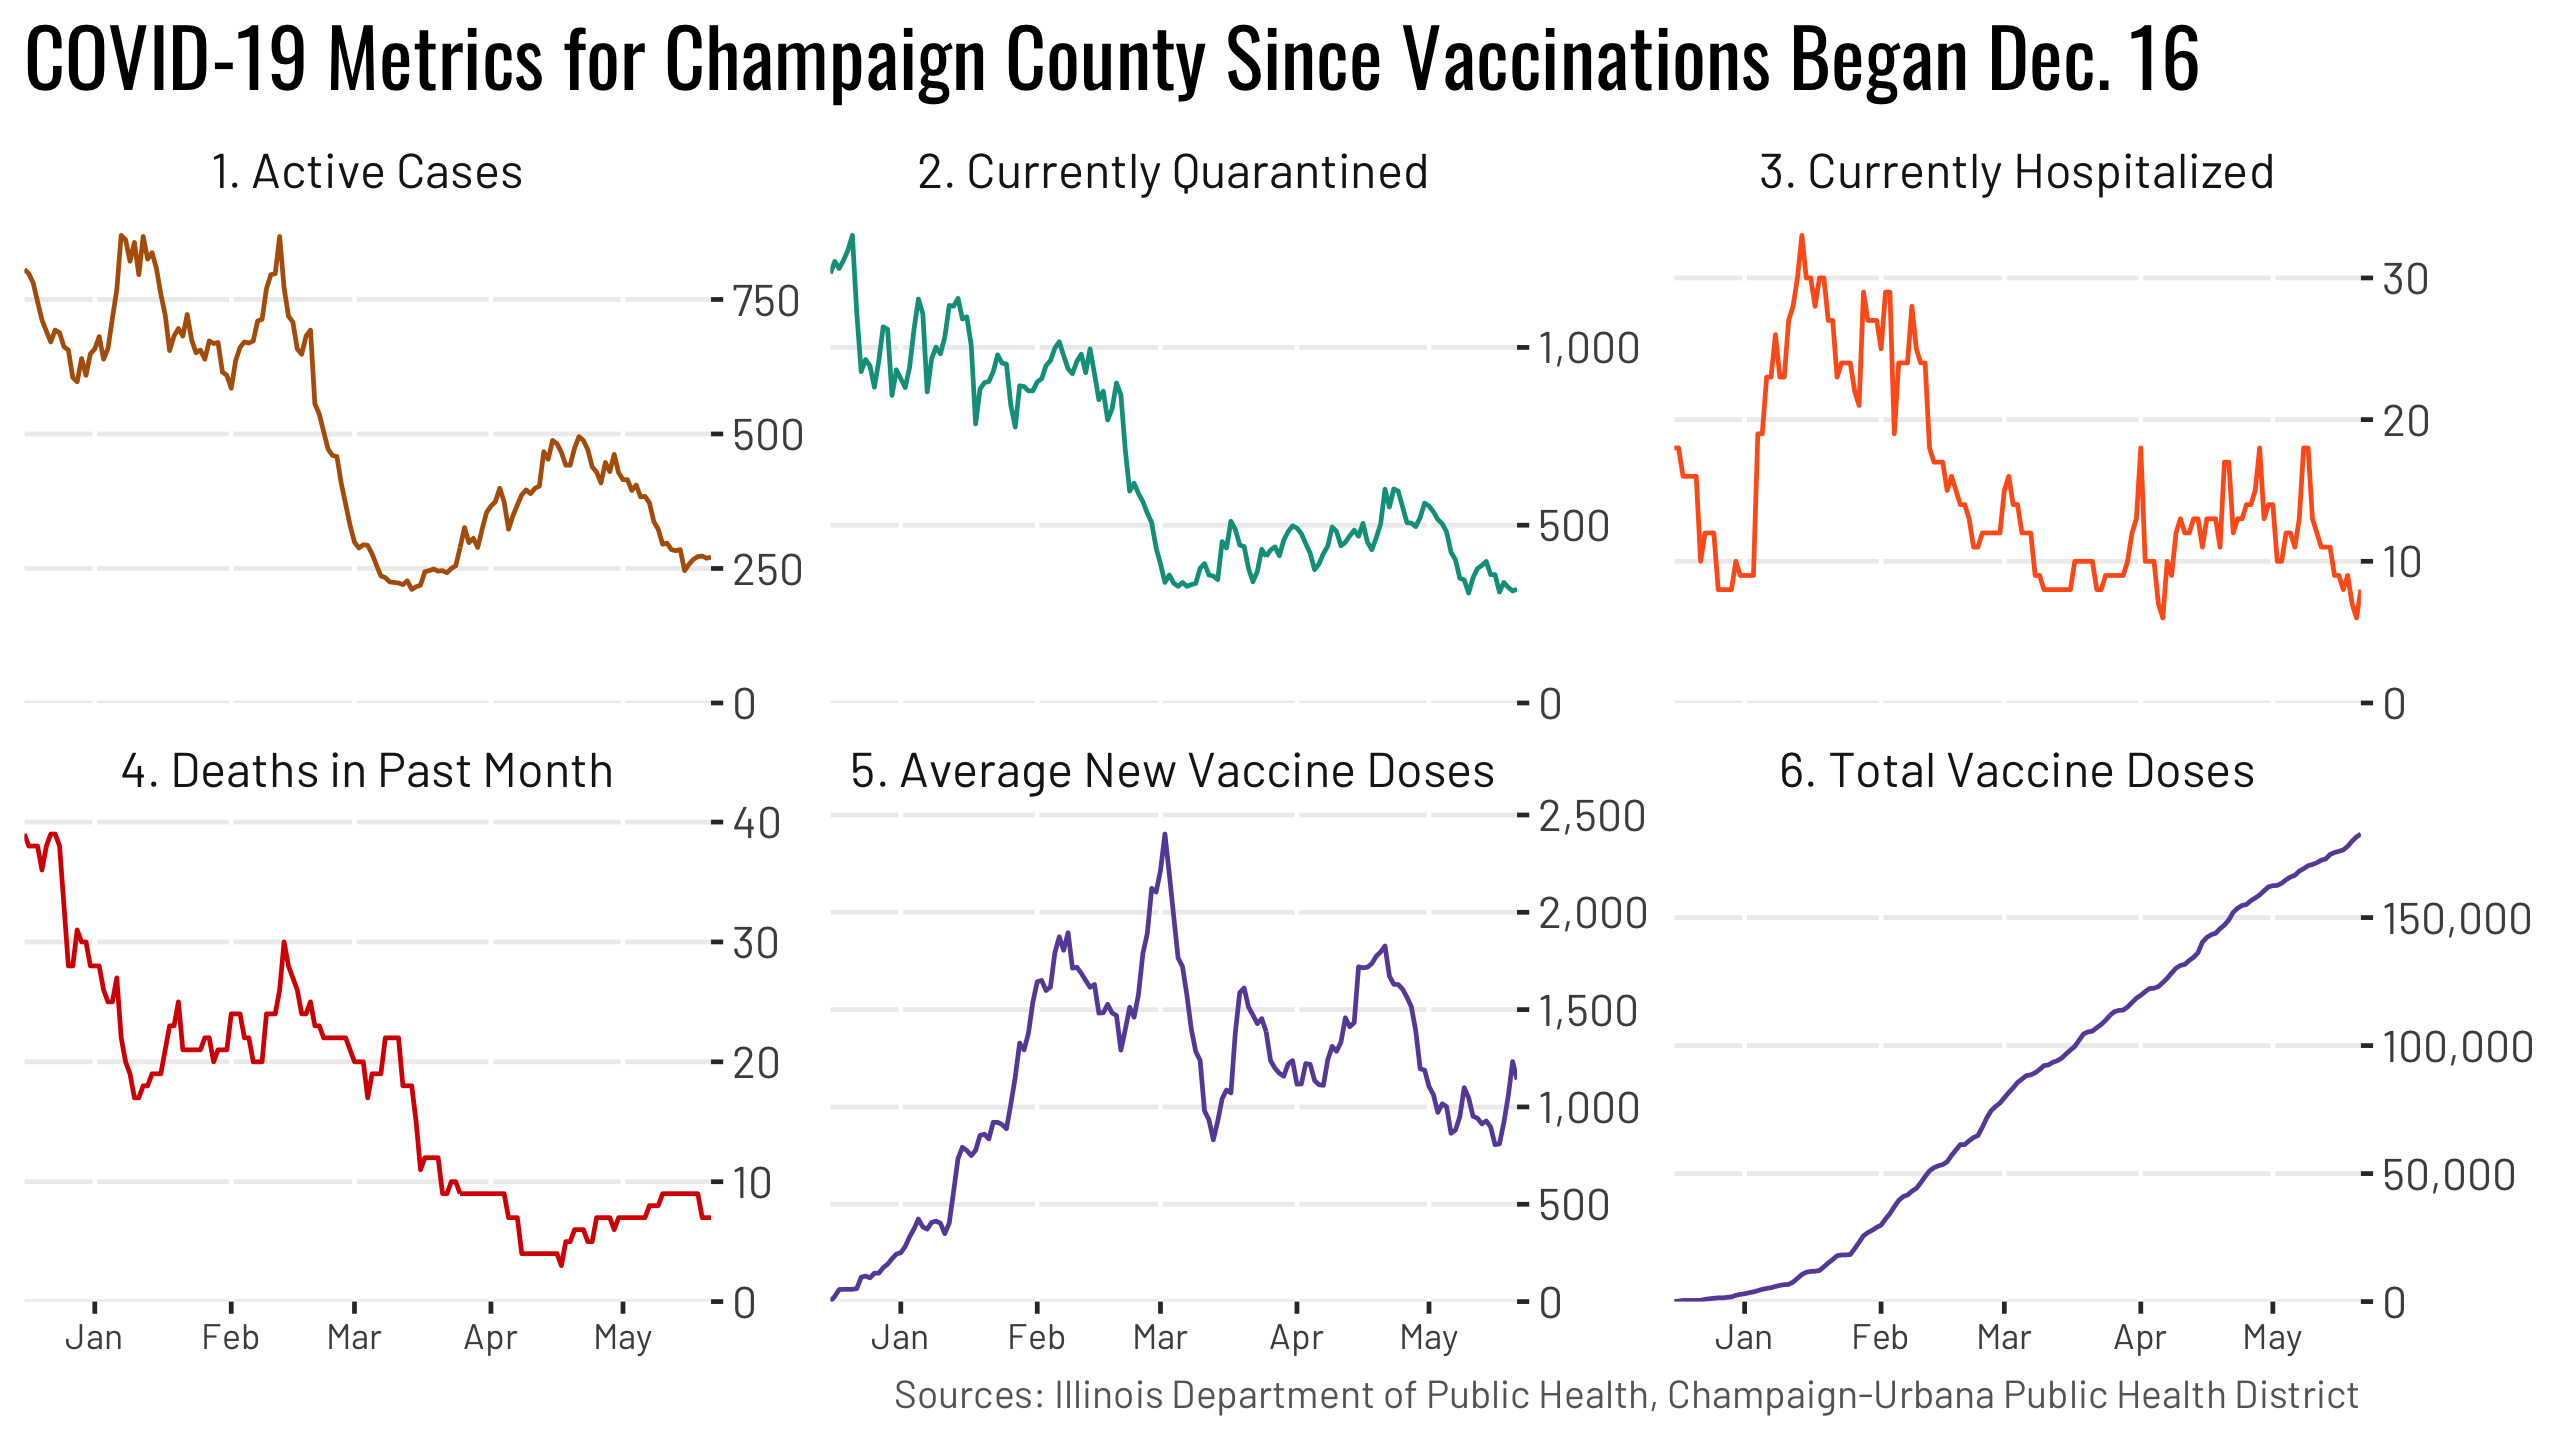 COVID-19 Metrics for Champaign County Since Vaccinations Began Dec. 16
1. Active Cases
750
500
250
0
2. Currently Quarantined
1,000
500
0
3. Currently Hospitalized
30
20
10
0
4. Deaths in Past Month
40
30
20
10
0
Jan Feb Mar Apr May
5. Average New Vaccine Doses
2,500
2,000
1,500
1,000
500
0
Jan Feb Mar Apr May
6. Total Vaccine Doses
150,000
100,000
50,000
0
Jan Feb Mar Apr May
Sources: Illinois Department of Public Health, Champaign-Urbana Public Health District